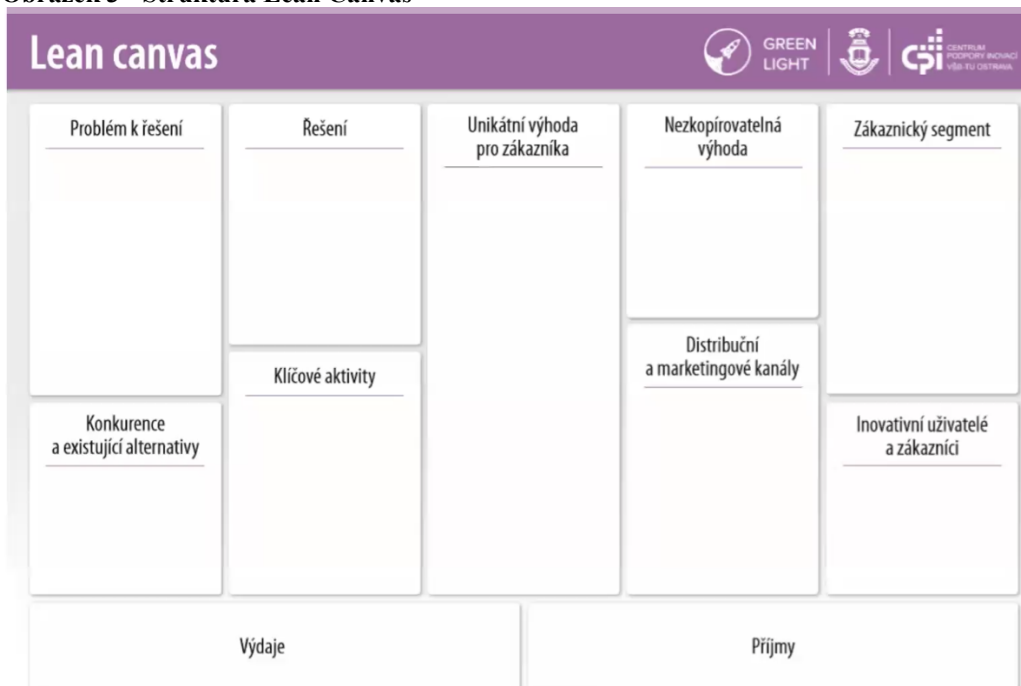 Obrázek 3 - Struktura Lean Canvas
Lean canvas
GREEN
LIGHT
CPI
CENTRUM
PODPORY INOVACÍ
VŠB-TU OSTRAVA
Problém k řešení
Řešení
Unikátní výhoda
pro zákazníka
Nezkopírovatelná
výhoda
Zákaznický segment
Klíčové aktivity
Distribuční
a marketingové kanály
Konkurence
a existující alternativy
Inovativní uživatelé
a zákazníci
Výdaje
Příjmy